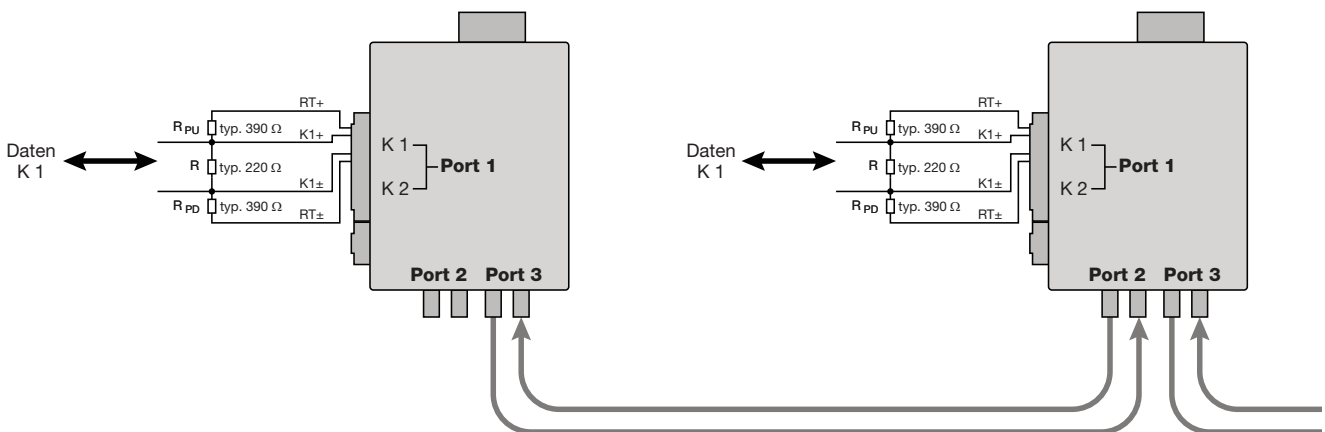 RT+
R PU typ. 390 Ω
K1+
Daten
K 1
R typ. 220 Ω
K1±
R PD typ. 390 Ω
RT±
K 1
Port 1
K 2
Port 2 Port 3
RT+
R PU typ. 390 Ω
K1+
Daten
K 1
R typ. 220 Ω
K1±
R PD typ. 390 Ω
RT±
K 1
Port 1
K 2
Port 2 Port 3